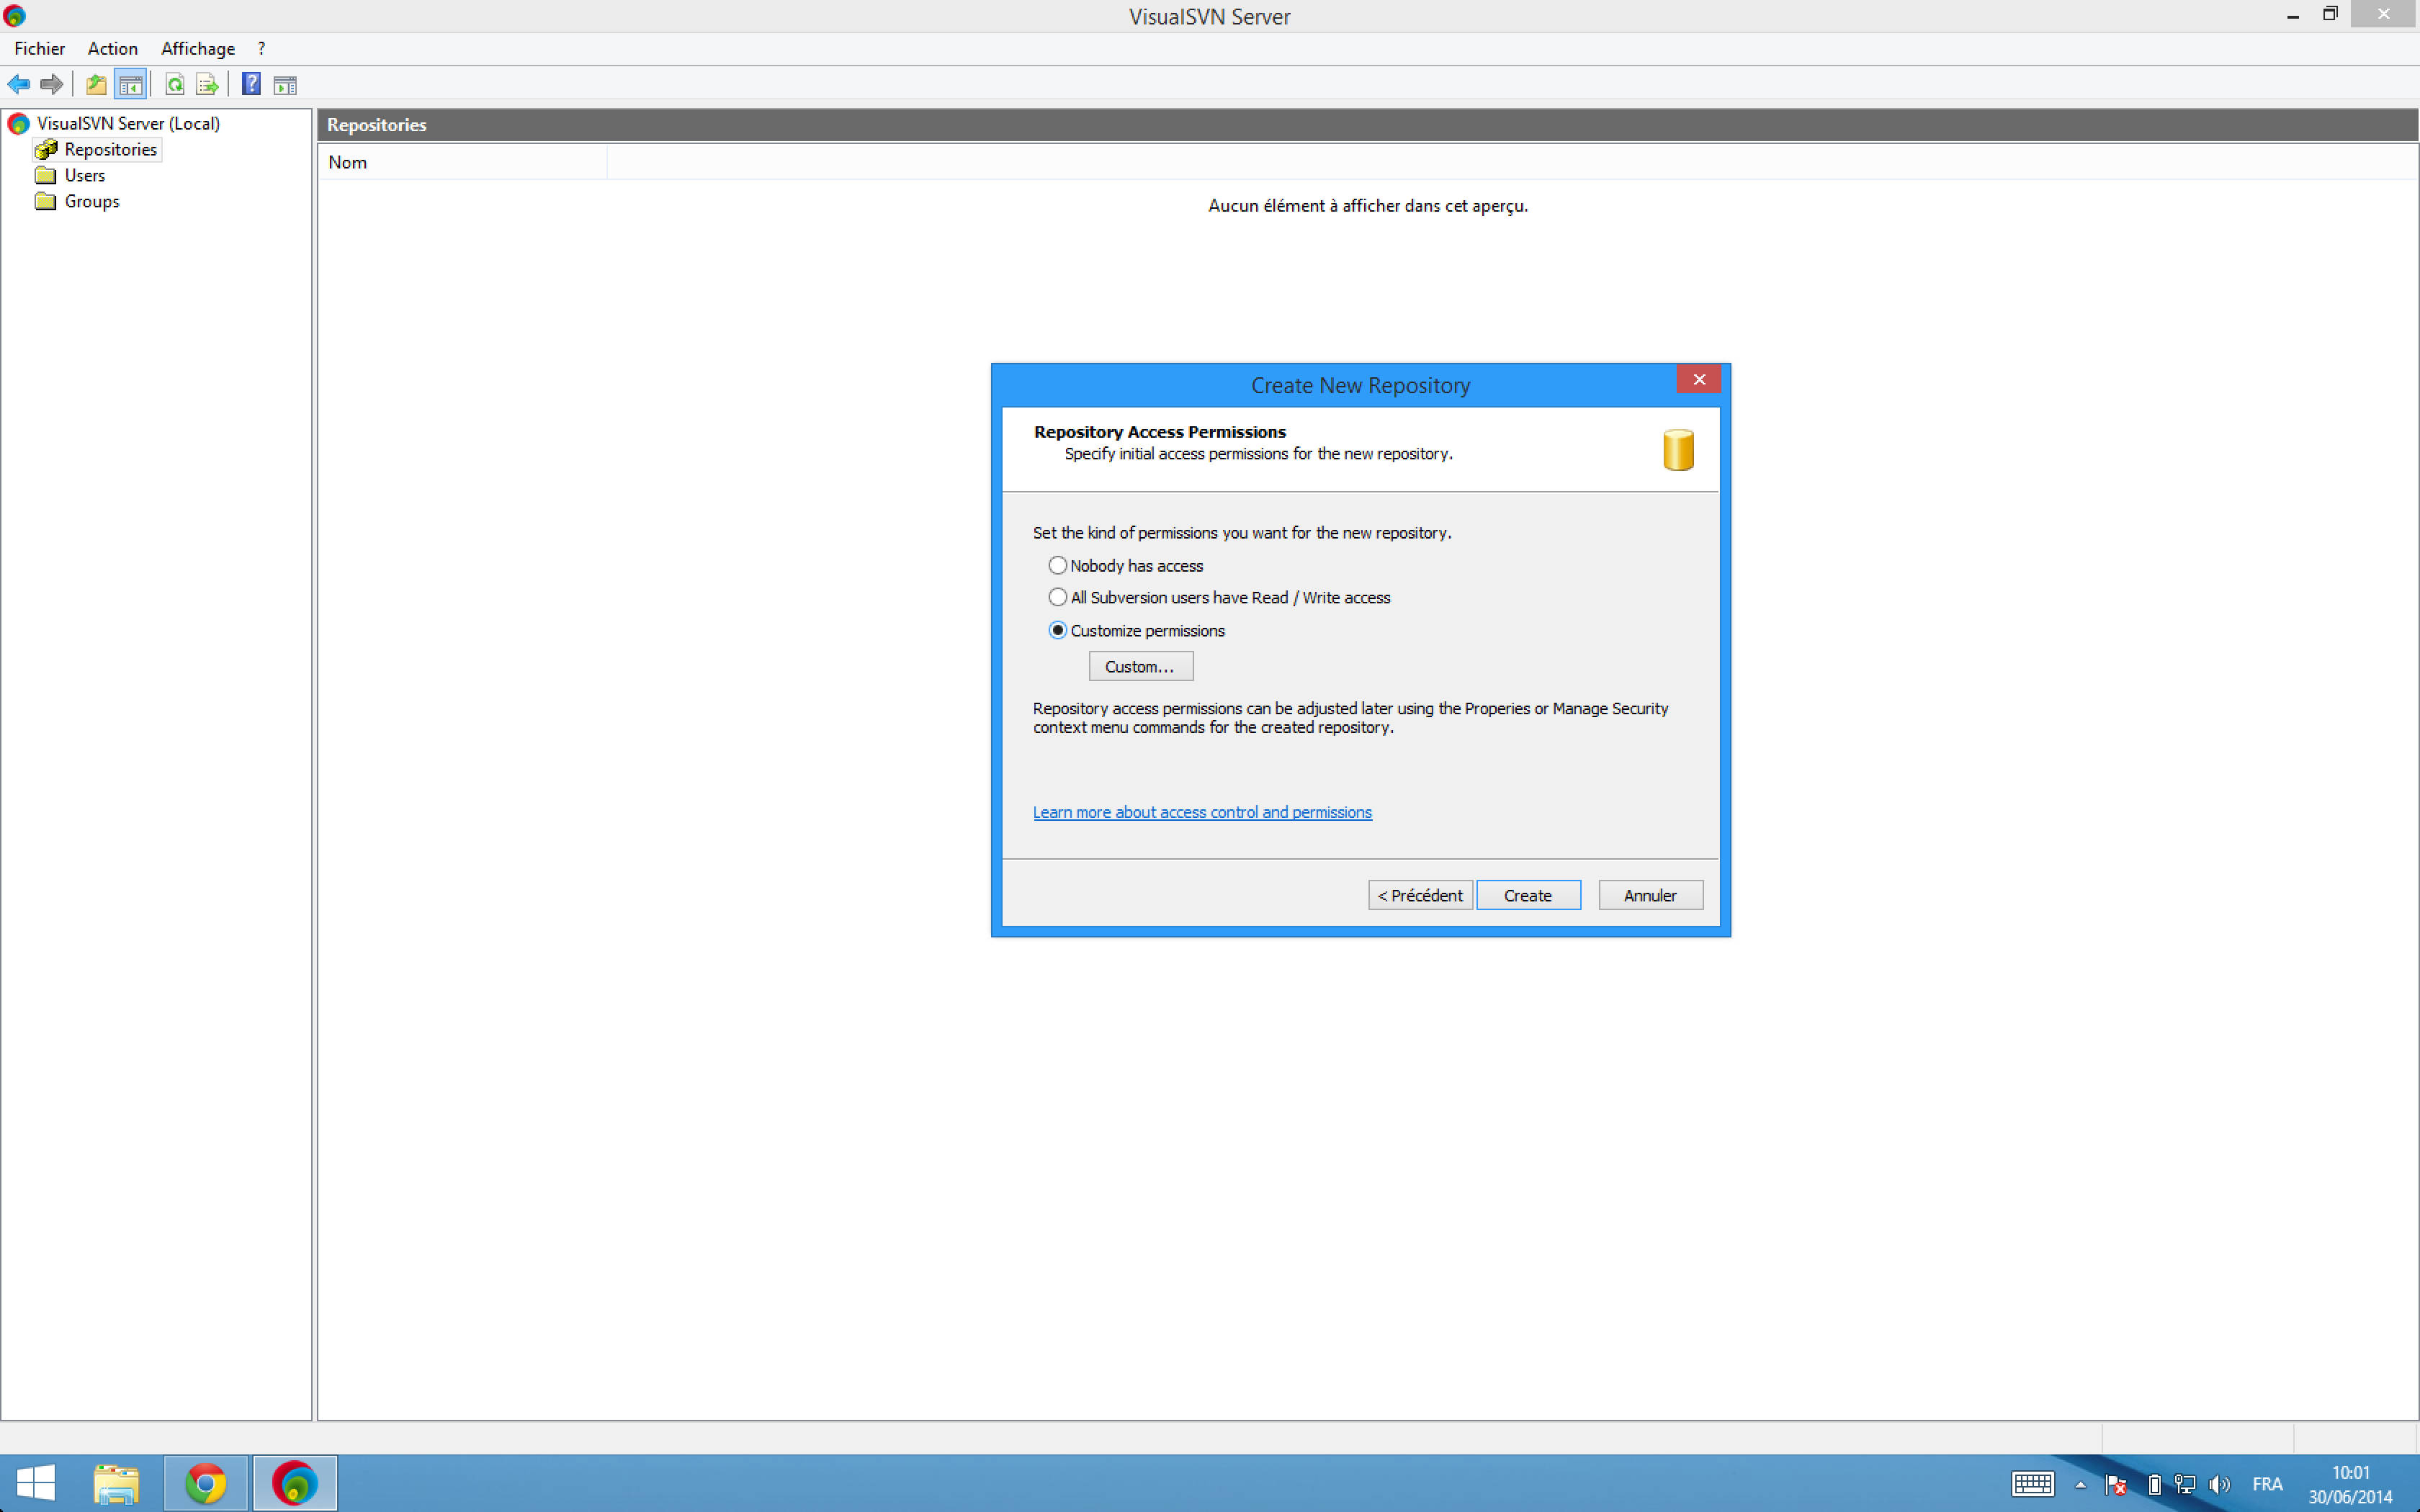 VisualSVN Server
Fichier Action Affichage ?
VisualSVN Server (Local)
Repositories
Users
Groups
Repositories
Nom
Aucun élément à afficher dans cet aperçu.
Create New Repository
Repository Access Permissions
Specify initial access permissions for the new repository.
Set the kind of permissions you want for the new repository.
Nobody has access
All Subversion users have Read / Write access
Customize permissions
Custom...
Repository access permissions can be adjusted later using the Properies or Manage Security
context menu commands for the created repository.
Learn more about access control and permissions
< Précédent Create Annuler
FRA
10:01
30/06/2014